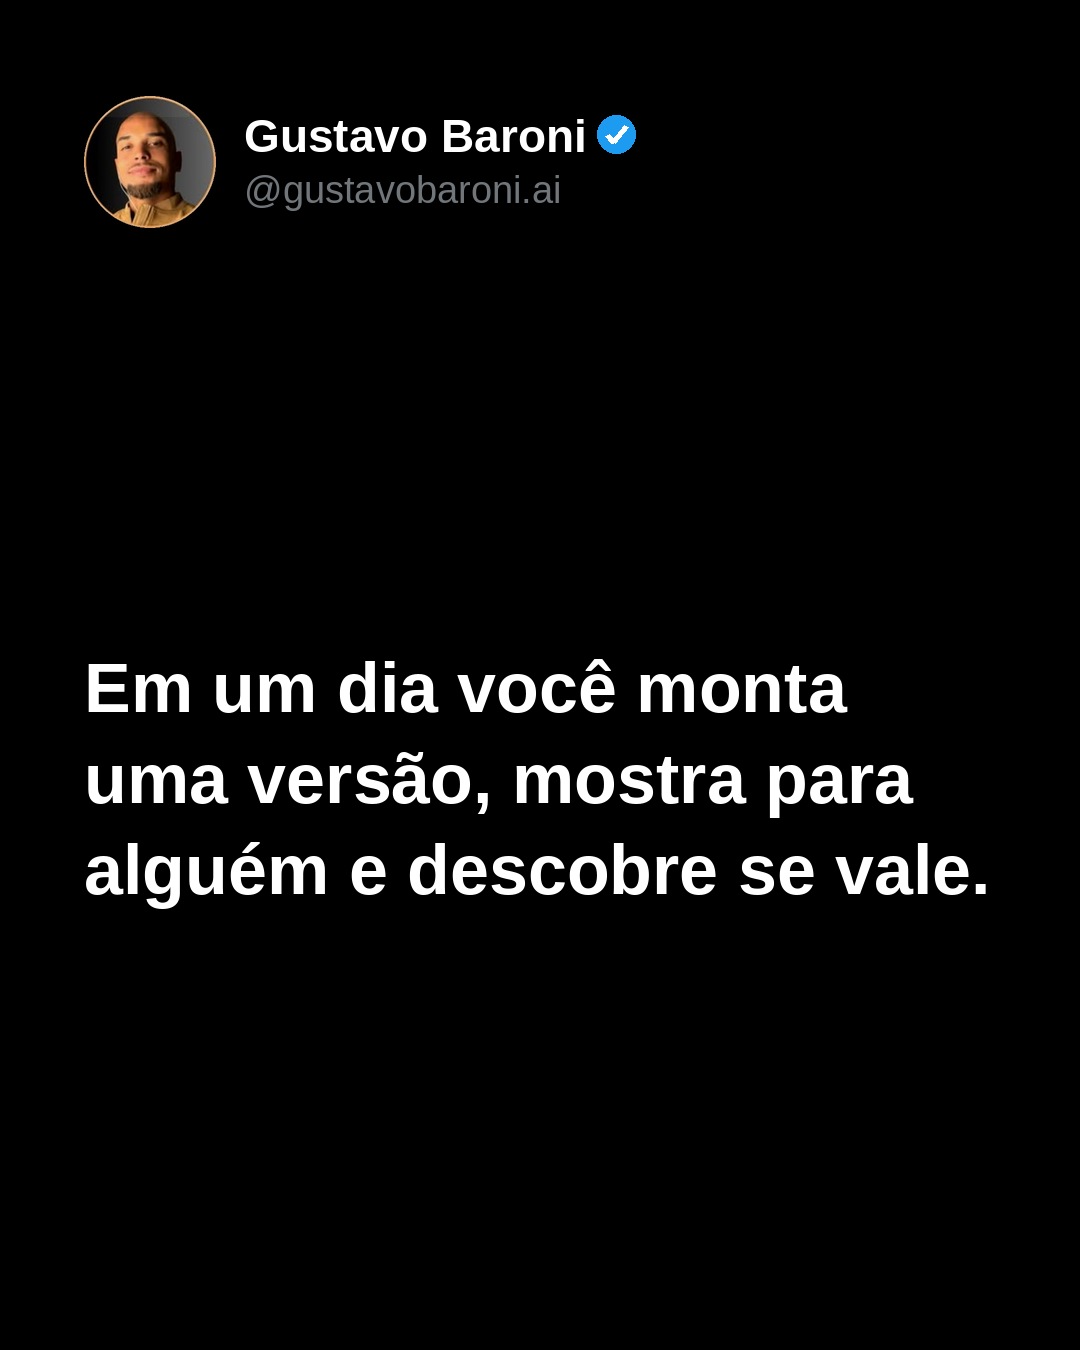 Gustavo Baroni
@gustavobaroni.ai
Em um dia você monta
uma versão, mostra para
alguém e descobre se vale.